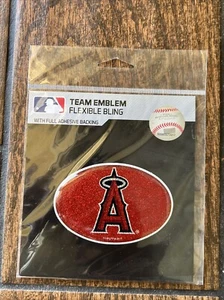 TEAM EMBLEM
FLEXIBLE BLING
WITH FULL ADHESIVE BACKING
A